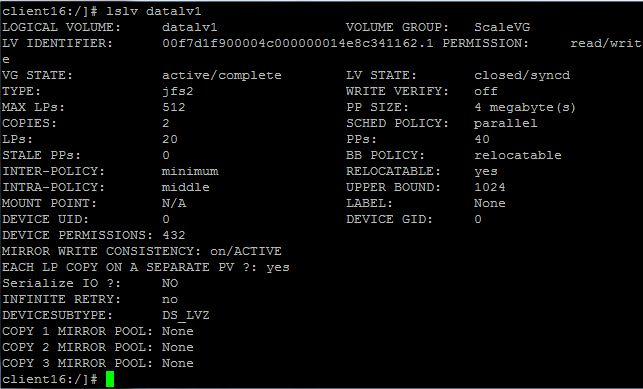 client16:/]# lslv datalv1
LOGICAL VOLUME:     datalv1                VOLUME GROUP:   ScaleVG
LV IDENTIFIER:      00f7d1f900004c000000014e8c341162.1 PERMISSION:     read/writ
e
VG STATE:           active/complete        LV STATE:       closed/syncd
TYPE:               jfs2                   WRITE VERIFY:   off
MAX LPs:            512                    PP SIZE:        4 megabyte(s)
COPIES:             2                      SCHED POLICY:   parallel
LPs:                20                     PPs:            40
STALE PPs:          0                      BB POLICY:      relocatable
INTER-POLICY:       minimum                RELOCATABLE:    yes
INTRA-POLICY:       middle                 UPPER BOUND:    1024
MOUNT POINT:        N/A                    LABEL:          None
DEVICE UID:         0                      DEVICE GID:     0
DEVICE PERMISSIONS: 432
MIRROR WRITE CONSISTENCY: on/ACTIVE
EACH LP COPY ON A SEPARATE PV ?: yes
Serialize IO ?:     NO
INFINITE RETRY:     no
DEVICESUBTYPE:      DS_LVZ
COPY 1 MIRROR POOL: None
COPY 2 MIRROR POOL: None
COPY 3 MIRROR POOL: None
client16:/]#